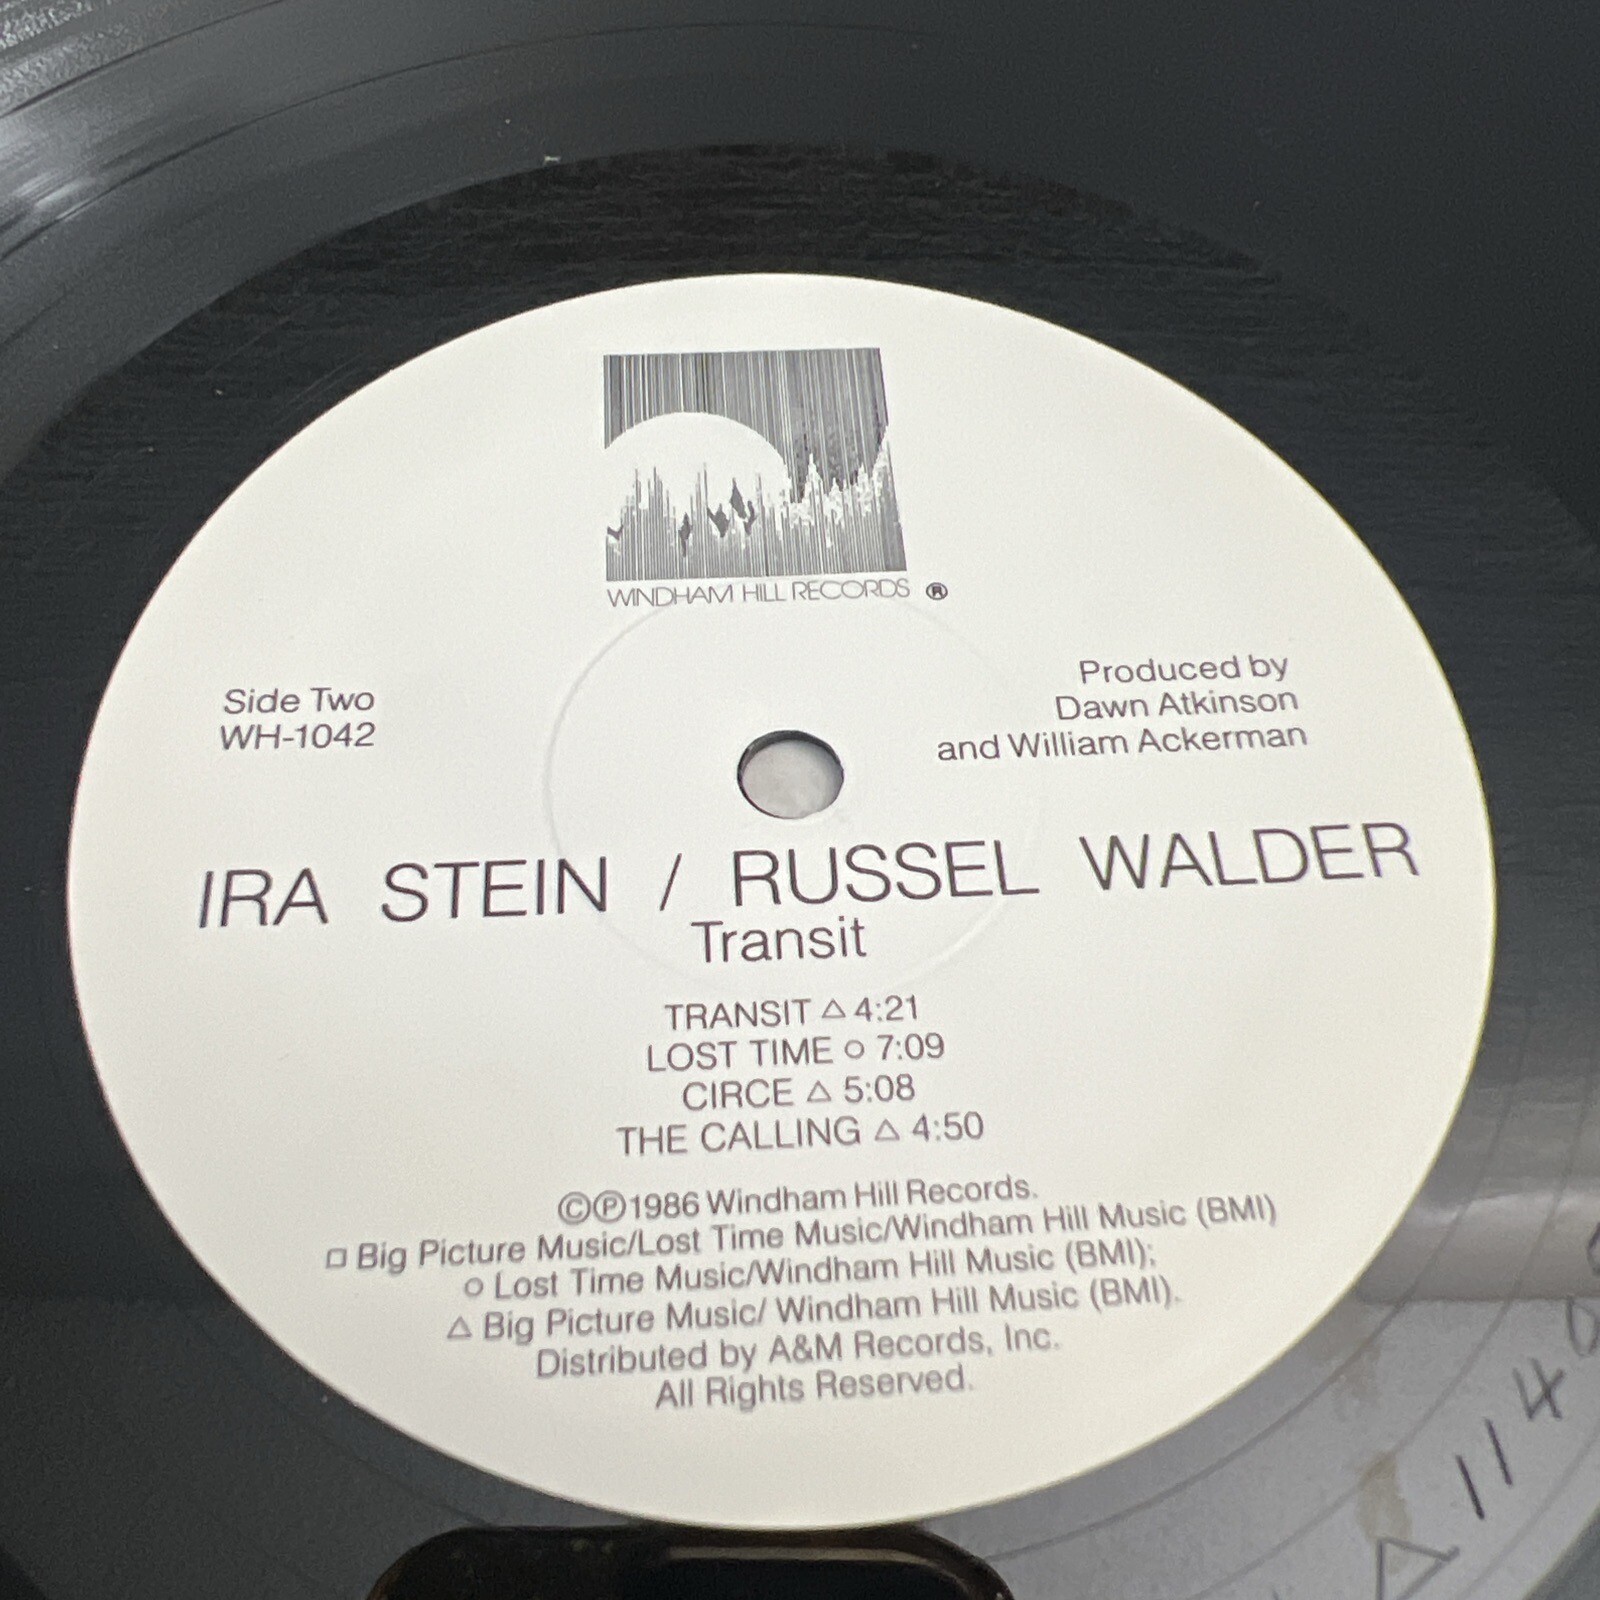 WINDHAM HILL RECORDS ®
Side Two
WH-1042
Produced by
Dawn Atkinson
and William Ackerman
IRA STEIN / RUSSEL WALDER
Transit
TRANSIT △ 4:21
LOST TIME ○ 7:09
CIRCE △ 5:08
THE CALLING △ 4:50
©℗1986 Windham Hill Records.
□ Big Picture Music/Lost Time Music/Windham Hill Music (BMI)
○ Lost Time Music/Windham Hill Music (BMI);
△ Big Picture Music/ Windham Hill Music (BMI).
Distributed by A&M Records, Inc.
All Rights Reserved.
△ 114